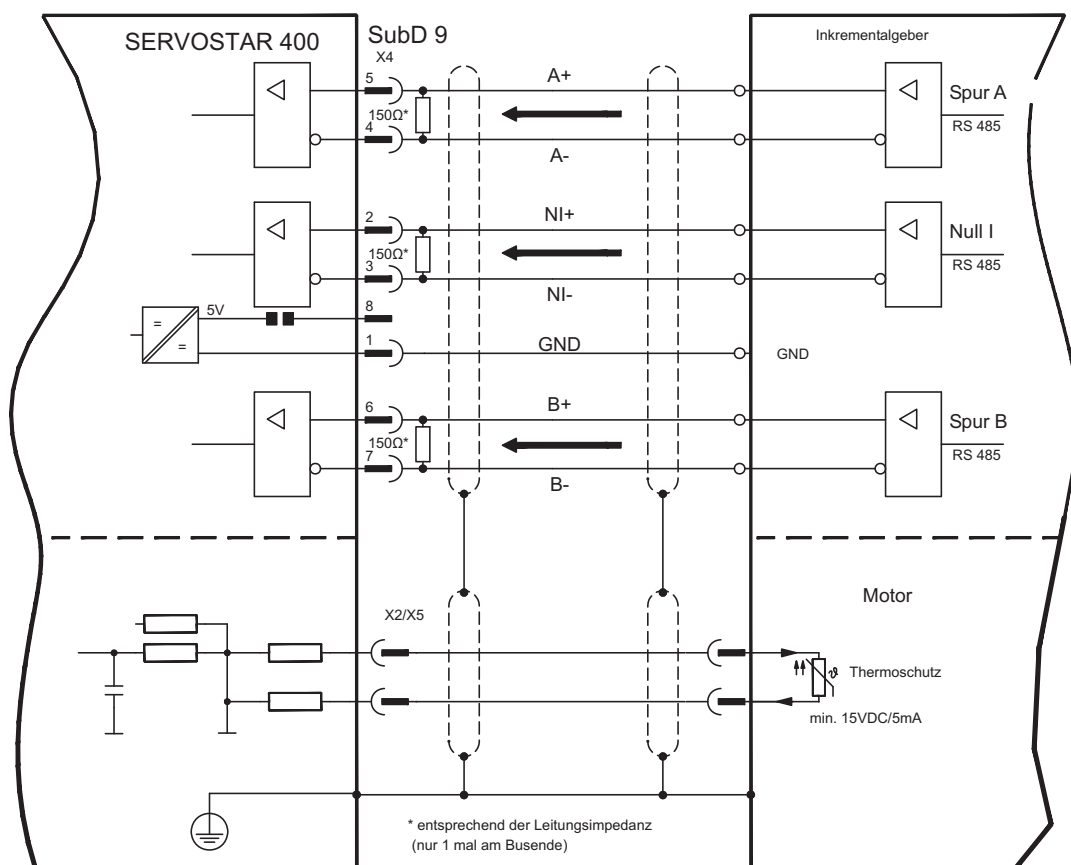 SERVOSTAR 400
SubD 9
Inkrementalgeber
X4
5
A+
Spur A
150Ω*
RS 485
4
A-
2
NI+
Null I
150Ω*
RS 485
3
NI-
5V
8
=
=
1
GND
GND
6
B+
Spur B
150Ω*
RS 485
7
B-
Motor
X2/X5
ϑ
Thermoschutz
min. 15VDC/5mA
* entsprechend der Leitungsimpedanz
(nur 1 mal am Busende)